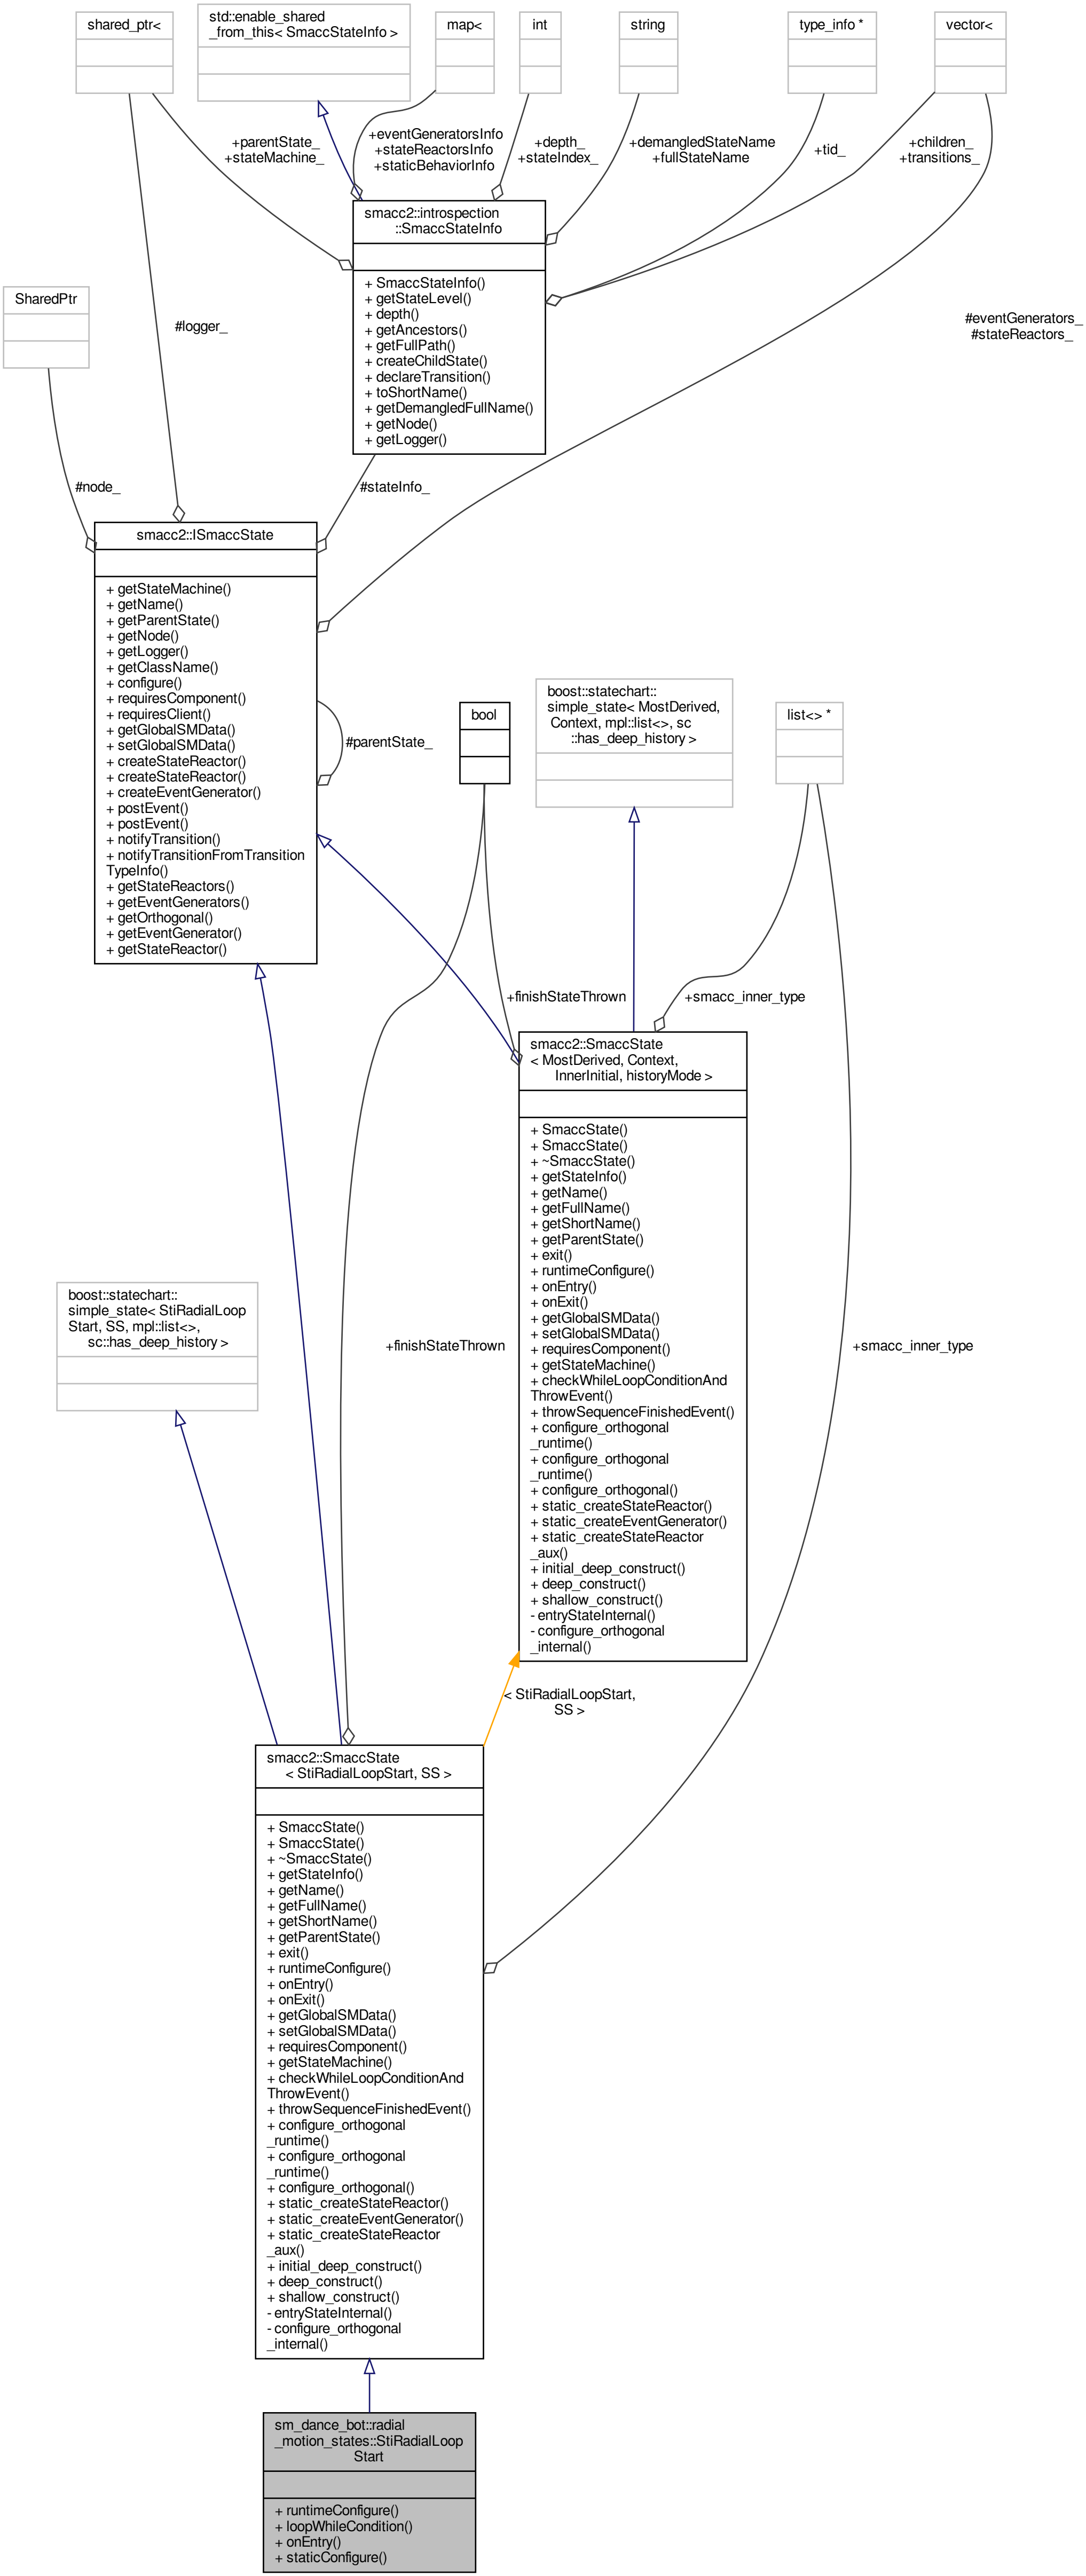 shared_ptr<
std::enable_shared
_from_this< SmaccStateInfo >
map<
int
string
type_info *
vector<
+parentState_
+stateMachine_
+eventGeneratorsInfo
+stateReactorsInfo
+staticBehaviorInfo
+depth_
+stateIndex_
+demangledStateName
+fullStateName
+tid_
+children_
+transitions_
smacc2::introspection
::SmaccStateInfo
+ SmaccStateInfo()
+ getStateLevel()
+ depth()
+ getAncestors()
+ getFullPath()
+ createChildState()
+ declareTransition()
+ toShortName()
+ getDemangledFullName()
+ getNode()
+ getLogger()
SharedPtr
#logger_
#eventGenerators_
#stateReactors_
#node_
#stateInfo_
smacc2::ISmaccState
+ getStateMachine()
+ getName()
+ getParentState()
+ getNode()
+ getLogger()
+ getClassName()
+ configure()
+ requiresComponent()
+ requiresClient()
+ getGlobalSMData()
+ setGlobalSMData()
+ createStateReactor()
+ createStateReactor()
+ createEventGenerator()
+ postEvent()
+ postEvent()
+ notifyTransition()
+ notifyTransitionFromTransition
TypeInfo()
+ getStateReactors()
+ getEventGenerators()
+ getOrthogonal()
+ getEventGenerator()
+ getStateReactor()
#parentState_
bool
boost::statechart::
simple_state< MostDerived,
Context, mpl::list<>, sc
::has_deep_history >
list<> *
+finishStateThrown
+smacc_inner_type
smacc2::SmaccState
< MostDerived, Context,
InnerInitial, historyMode >
+ SmaccState()
+ SmaccState()
+ ~SmaccState()
+ getStateInfo()
+ getName()
+ getFullName()
+ getShortName()
+ getParentState()
+ exit()
+ runtimeConfigure()
+ onEntry()
+ onExit()
+ getGlobalSMData()
+ setGlobalSMData()
+ requiresComponent()
+ getStateMachine()
+ checkWhileLoopConditionAnd
ThrowEvent()
+ throwSequenceFinishedEvent()
+ configure_orthogonal
_runtime()
+ configure_orthogonal
_runtime()
+ configure_orthogonal()
+ static_createStateReactor()
+ static_createEventGenerator()
+ static_createStateReactor
_aux()
+ initial_deep_construct()
+ deep_construct()
+ shallow_construct()
- entryStateInternal()
- configure_orthogonal
_internal()
boost::statechart::
simple_state< StiRadialLoop
Start, SS, mpl::list<>,
sc::has_deep_history >
+finishStateThrown
+smacc_inner_type
< StiRadialLoopStart,
SS >
smacc2::SmaccState
< StiRadialLoopStart, SS >
+ SmaccState()
+ SmaccState()
+ ~SmaccState()
+ getStateInfo()
+ getName()
+ getFullName()
+ getShortName()
+ getParentState()
+ exit()
+ runtimeConfigure()
+ onEntry()
+ onExit()
+ getGlobalSMData()
+ setGlobalSMData()
+ requiresComponent()
+ getStateMachine()
+ checkWhileLoopConditionAnd
ThrowEvent()
+ throwSequenceFinishedEvent()
+ configure_orthogonal
_runtime()
+ configure_orthogonal
_runtime()
+ configure_orthogonal()
+ static_createStateReactor()
+ static_createEventGenerator()
+ static_createStateReactor
_aux()
+ initial_deep_construct()
+ deep_construct()
+ shallow_construct()
- entryStateInternal()
- configure_orthogonal
_internal()
sm_dance_bot::radial
_motion_states::StiRadialLoop
Start
+ runtimeConfigure()
+ loopWhileCondition()
+ onEntry()
+ staticConfigure()